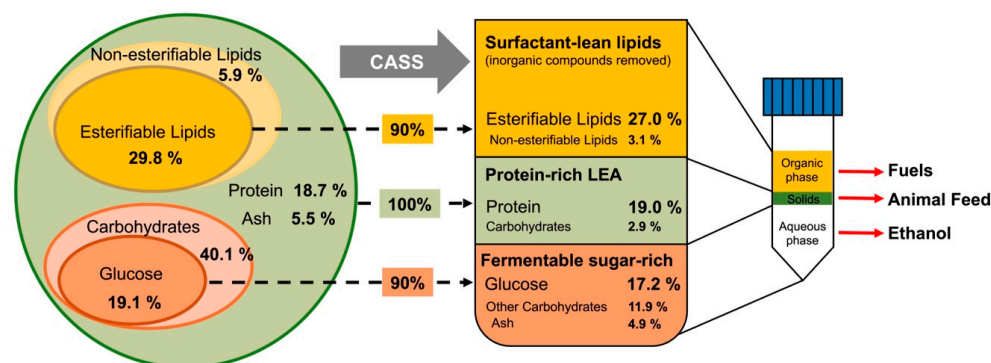 Non-esterifiable Lipids
5.9 %
Esterifiable Lipids
29.8 %
Protein 18.7 %
Ash 5.5 %
Carbohydrates
40.1 %
Glucose
19.1 %
CASS
90%
100%
90%
Surfactant-lean lipids
(inorganic compounds removed)
Esterifiable Lipids 27.0 %
Non-esterifiable Lipids 3.1 %
Protein-rich LEA
Protein 19.0 %
Carbohydrates 2.9 %
Fermentable sugar-rich
Glucose 17.2 %
Other Carbohydrates 11.9 %
Ash 4.9 %
Organic
phase
Solids
Aqueous
phase
Fuels
Animal Feed
Ethanol